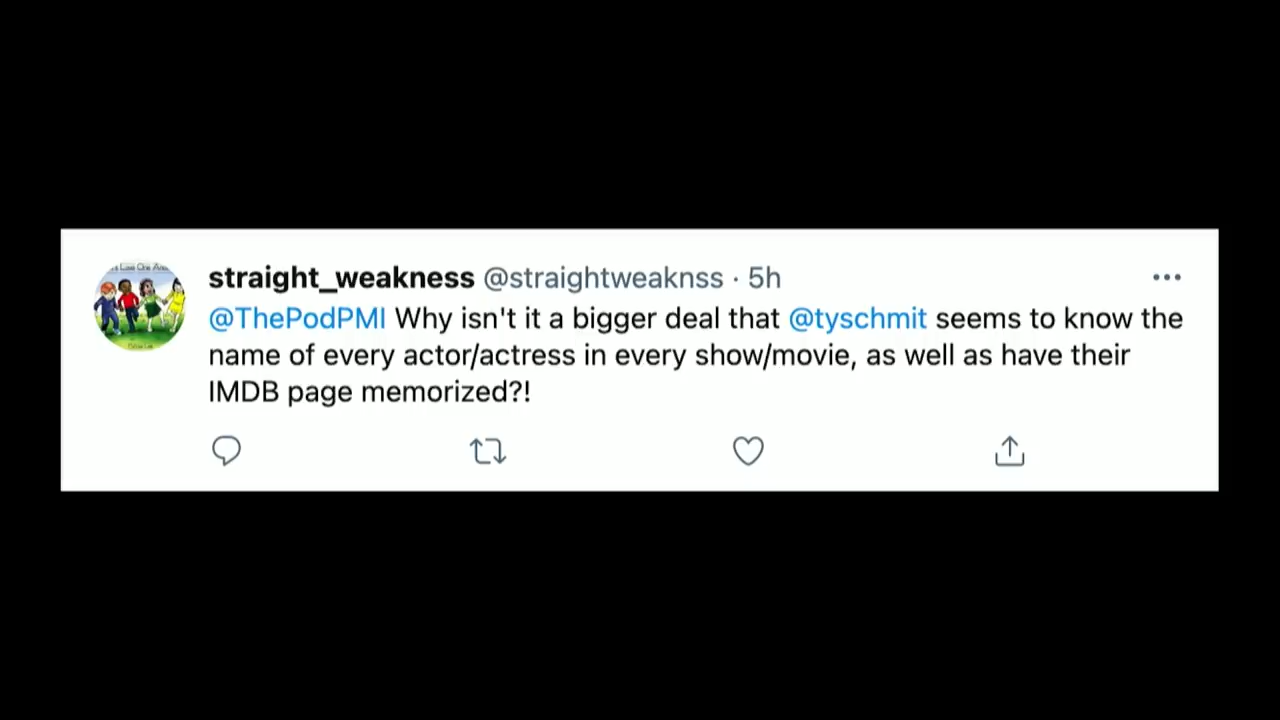 straight_weakness @straightweaknss · 5h
@ThePodPMI Why isn't it a bigger deal that @tyschmit seems to know the
name of every actor/actress in every show/movie, as well as have their
IMDB page memorized?!